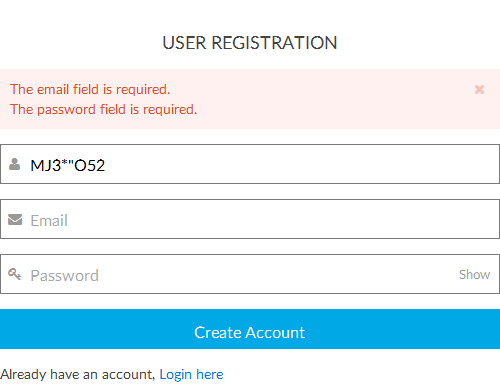 USER REGISTRATION
The email field is required.
The password field is required.
MJ3*"O52
Email
Password Show
Create Account
Already have an account, Login here